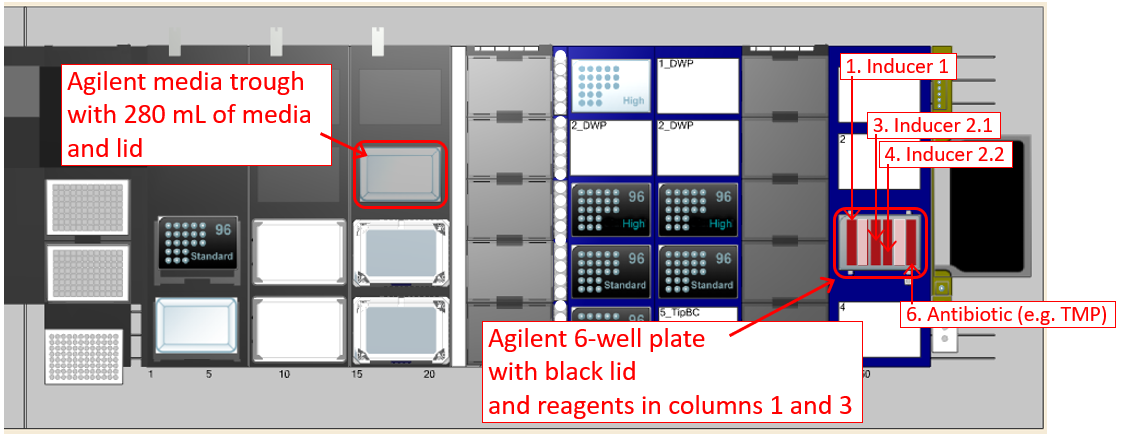 Agilent media trough
with 280 mL of media
and lid
1. Inducer 1
3. Inducer 2.1
4. Inducer 2.2
6. Antibiotic (e.g. TMP)
Agilent 6-well plate
with black lid
and reagents in columns 1 and 3
High
1_DWP
2_DWP
2_DWP
2
96
High
96
High
96
Standard
96
Standard
96
Standard
96
5_TipBC
4
1
5
10
15
20